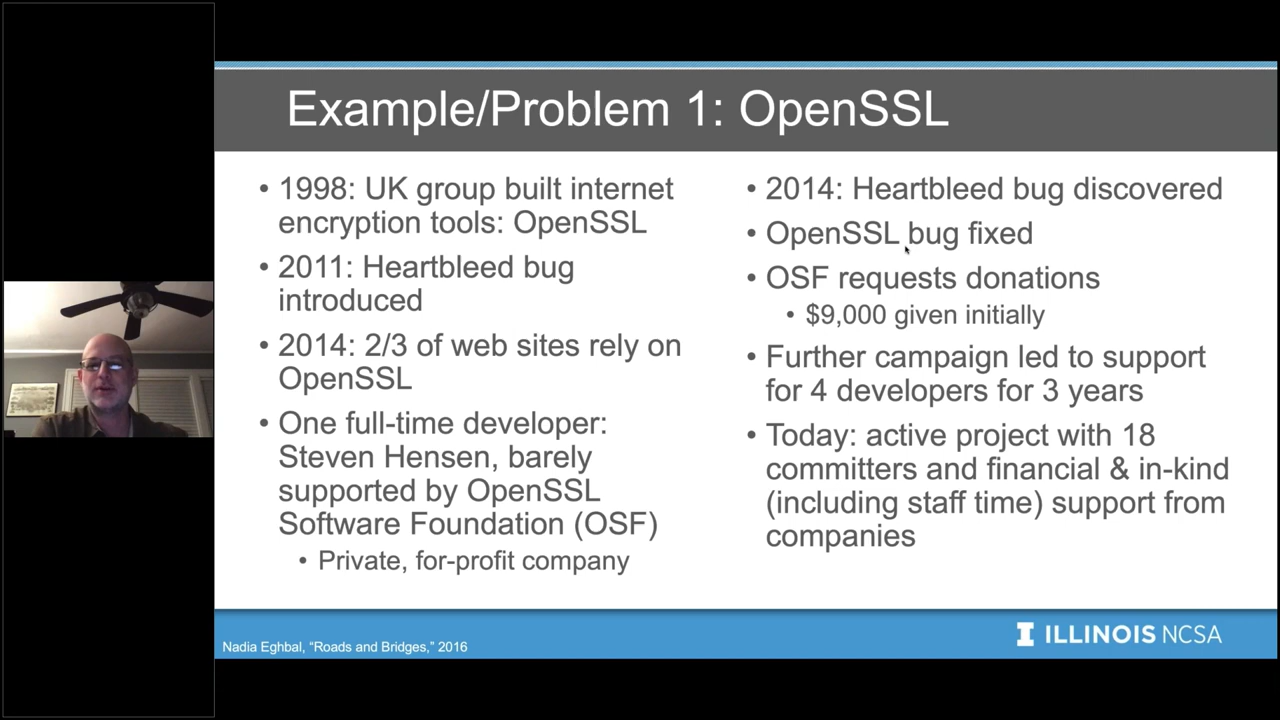 Example/Problem 1: OpenSSL
• 1998: UK group built internet
encryption tools: OpenSSL
• 2011: Heartbleed bug
introduced
• 2014: 2/3 of web sites rely on
OpenSSL
• One full-time developer:
Steven Hensen, barely
supported by OpenSSL
Software Foundation (OSF)
• Private, for-profit company
• 2014: Heartbleed bug discovered
• OpenSSL bug fixed
• OSF requests donations
• $9,000 given initially
• Further campaign led to support
for 4 developers for 3 years
• Today: active project with 18
committers and financial & in-kind
(including staff time) support from
companies
Nadia Eghbal, “Roads and Bridges,” 2016
I ILLINOIS NCSA